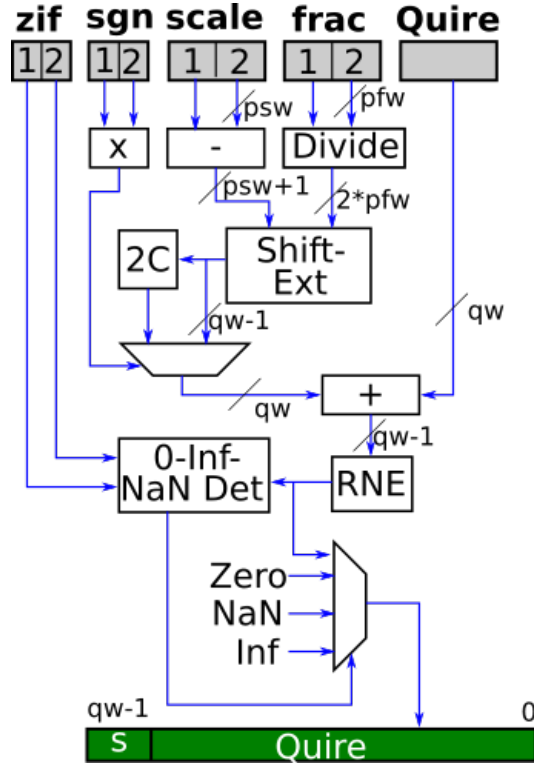 zif sgn scale frac Quire
1 2 1 2 1 2 1 2
psw pfw
x - Divide
psw+1 2*pfw
2C Shift-
Ext
qw-1 qw
qw +
qw-1
0-Inf-
NaN Det RNE
Zero
NaN
Inf
qw-1 0
s Quire